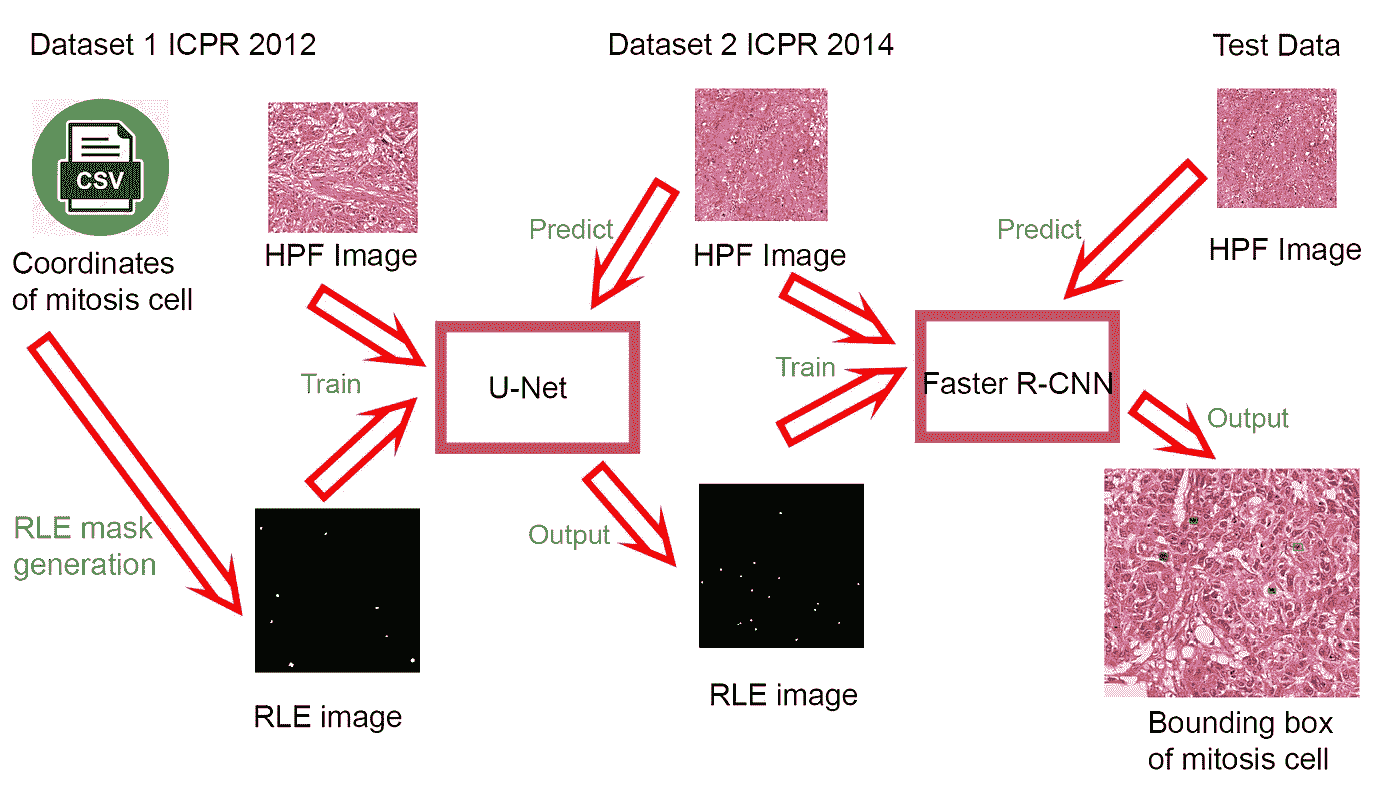 Dataset 1 ICPR 2012
Dataset 2 ICPR 2014
Test Data
CSV
Coordinates
of mitosis cell
HPF Image
Predict
HPF Image
Predict
HPF Image
Train
U-Net
Train
Faster R-CNN
Output
RLE mask
generation
Output
RLE image
RLE image
Bounding box
of mitosis cell